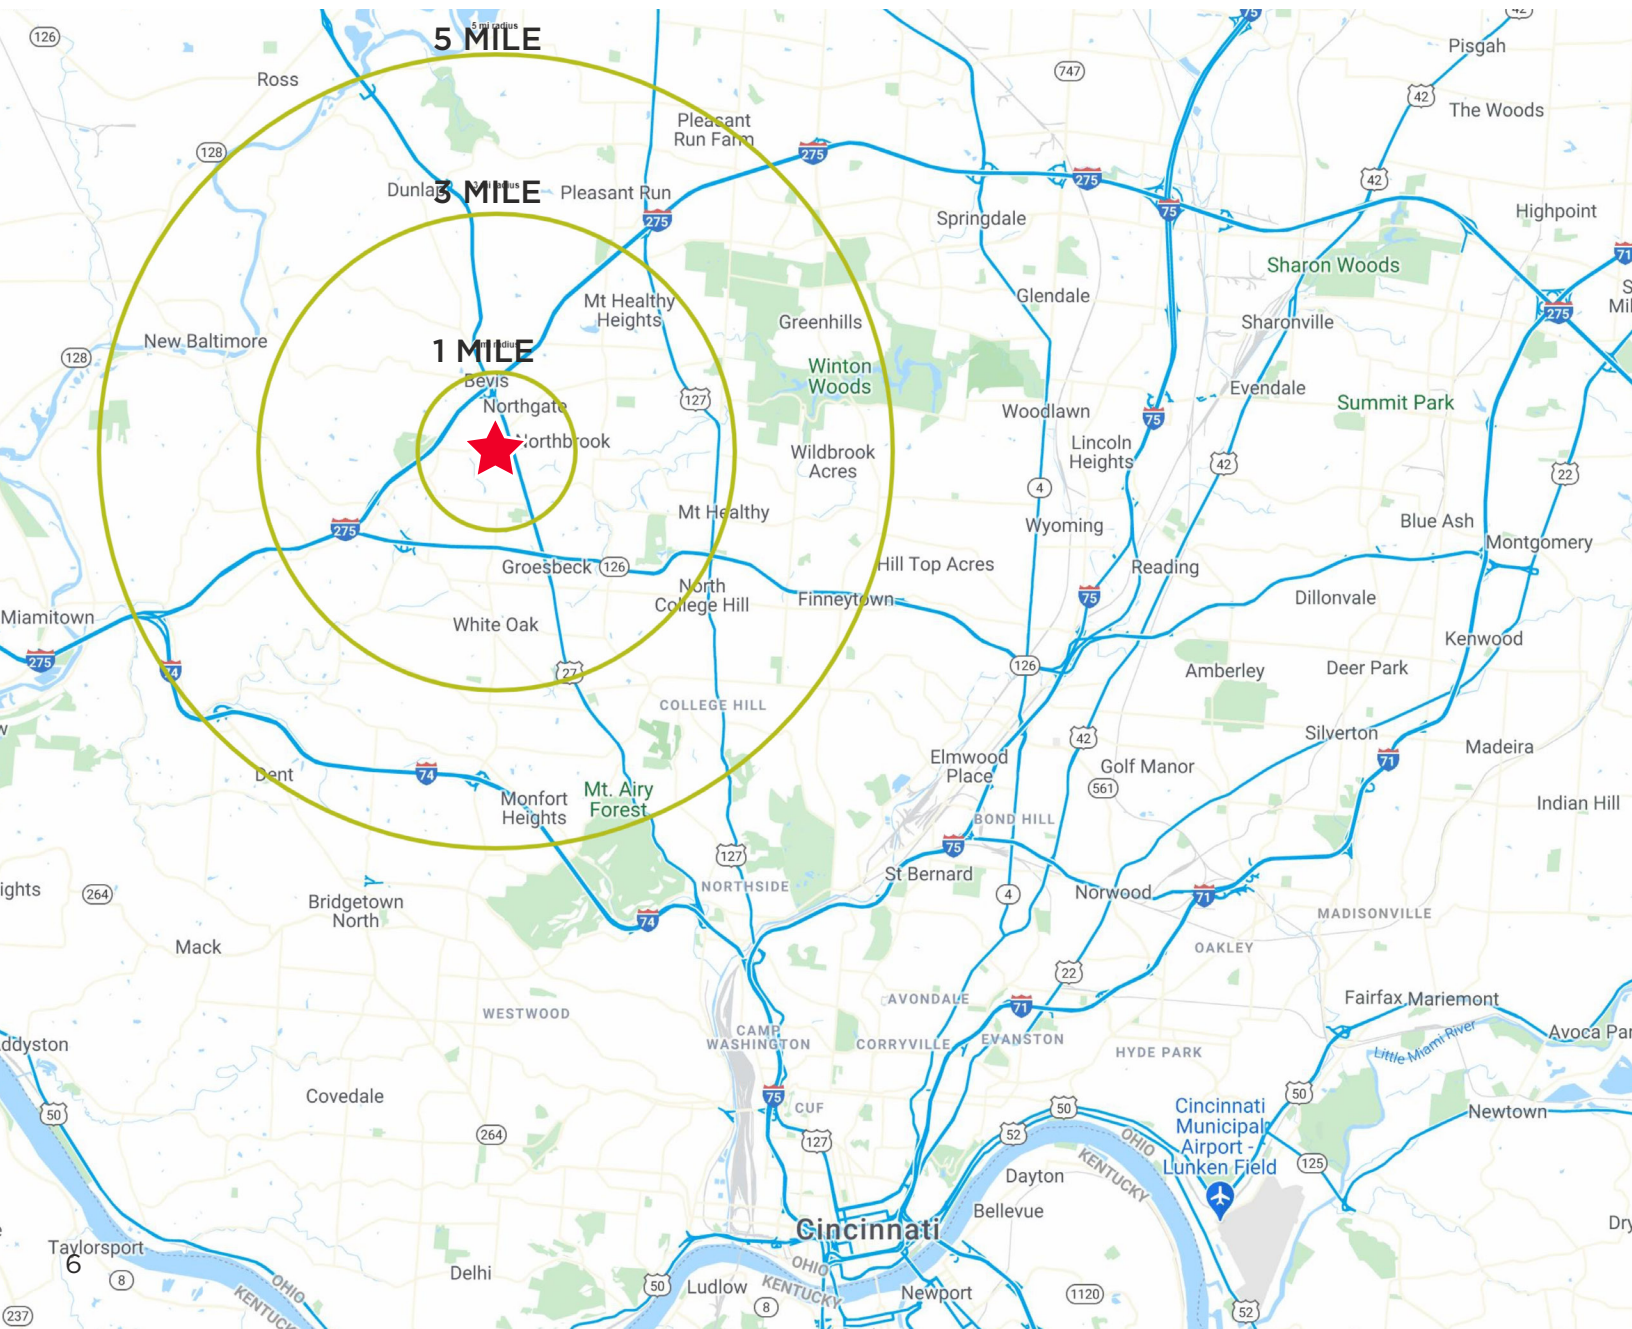 5 mi radius
5 MILE
126
42
75
Pisgah
Ross
747
42
The Woods
Pleasant
Run Farm
128
275
275
42
Dunlap
3 MILE
Pleasant Run
275
75
Highpoint
Springdale
71
Sharon Woods
Mt Healthy
Heights
Glendale
275
Greenhills
Sharonville
New Baltimore
128
1 MILE
Winton
Woods
Bevis
Evendale
Northgate
127
Woodlawn
75
Summit Park
Northbrook
Wildbrook
Acres
Lincoln
Heights
42
22
4
Mt Healthy
275
Wyoming
Blue Ash
Montgomery
Groesbeck
126
Hill Top Acres
Reading
North
College Hill
Finneytown
75
Dillonvale
Miamitown
White Oak
Kenwood
275
74
27
126
Amberley
Deer Park
COLLEGE HILL
42
Silverton
Madeira
Elmwood
Place
Golf Manor
71
Dent
74
561
Monfort
Heights
Mt. Airy
Forest
Indian Hill
BOND HILL
127
75
St Bernard
NORTHSIDE
ights
264
Bridgetown
North
4
Norwood
71
74
MADISONVILLE
Mack
OAKLEY
22
WESTWOOD
AVONDALE
71
Fairfax
Mariemont
CAMP
WASHINGTON
CORRYVILLE
EVANSTON
Little Miami River
Avoca Par
ddyston
HYDE PARK
Covedale
75
CUF
50
50
Cincinnati
Municipal
Airport -
Lunken Field
Newtown
50
264
127
52
OHIO
KENTUCKY
125
Dayton
Bellevue
Cincinnati
Dry
Taylorsport
6
8
OHIO
KENTUCKY
Delhi
50
Ludlow
OHIO
KENTUCKY
8
Newport
1120
52
237